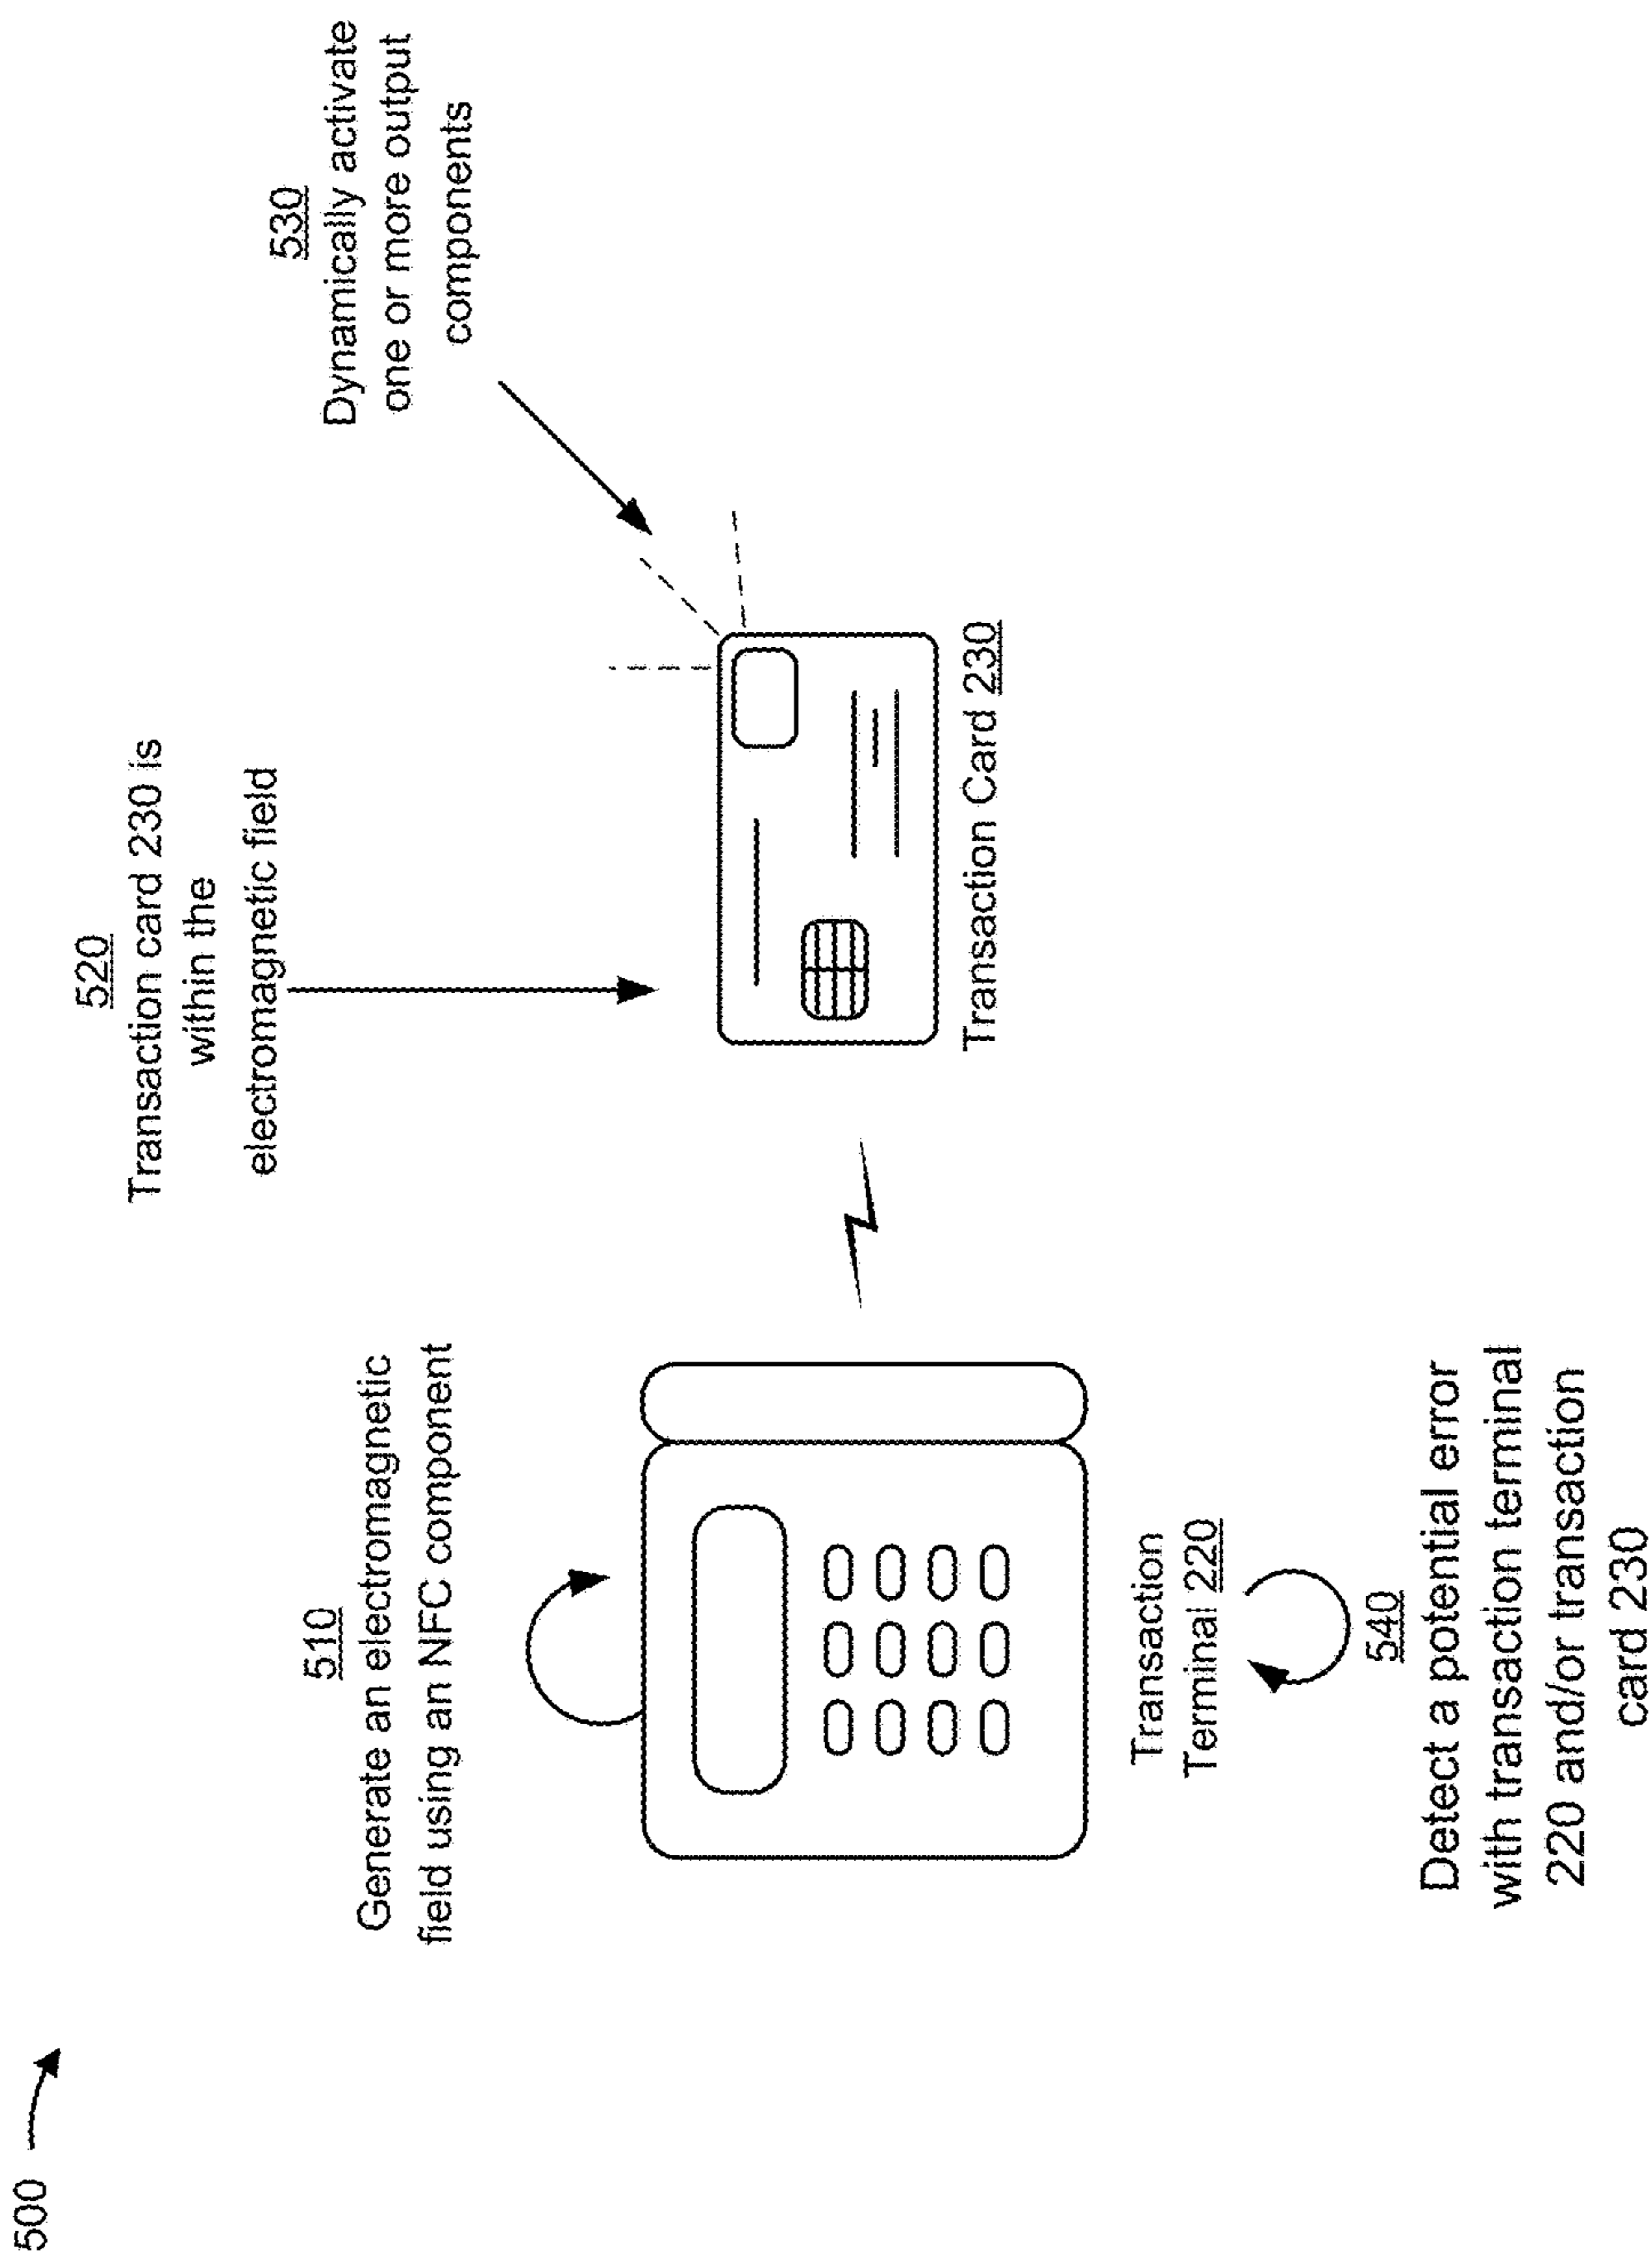 500
510
Generate an electromagnetic
field using an NFC component
520
Transaction card 230 is
within the
electromagnetic field
530
Dynamically activate
one or more output
components
Transaction
Terminal 220
Transaction Card 230
540
Detect a potential error
with transaction terminal
220 and/or transaction
card 230